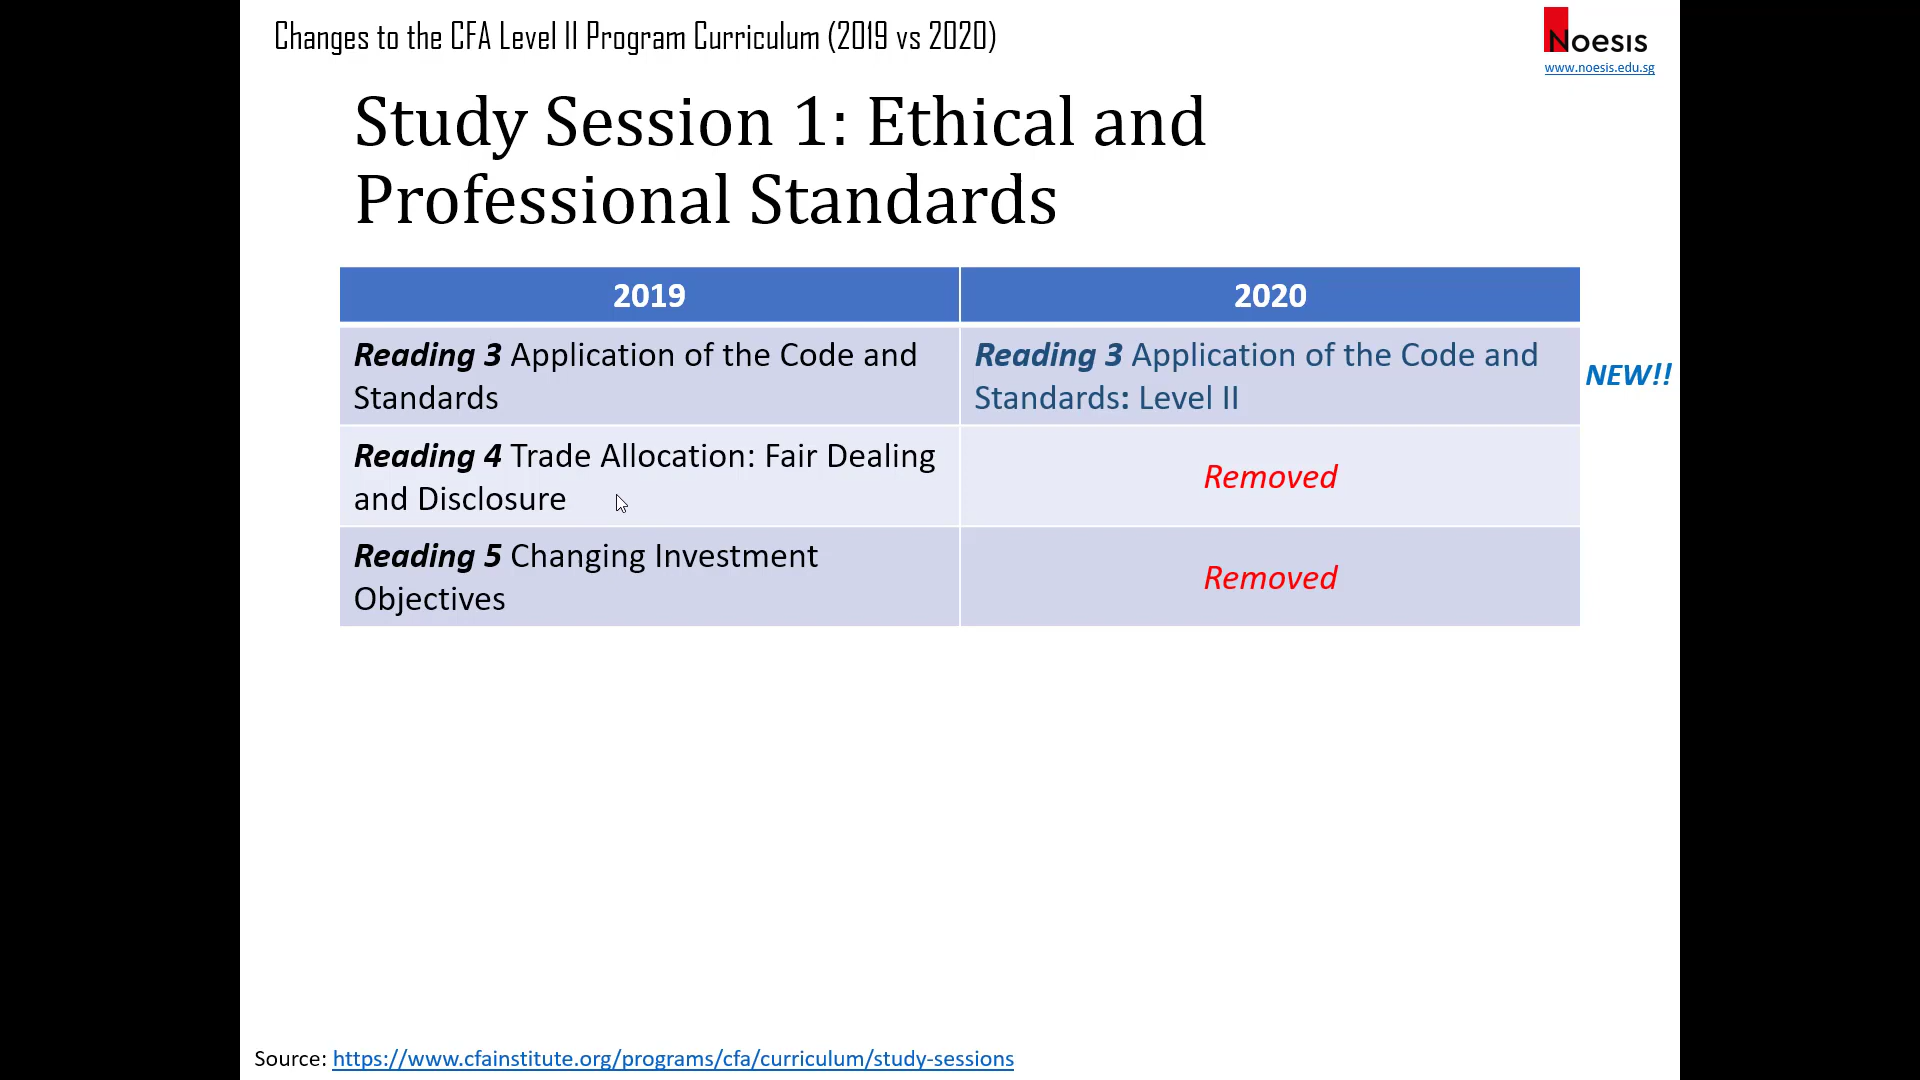 Changes to the CFA Level II Program Curriculum (2019 vs 2020)
Noesis
www.noesis.edu.sg
Study Session 1: Ethical and
Professional Standards
2019
2020
Reading 3 Application of the Code and
Standards
Reading 3 Application of the Code and
Standards: Level II
NEW!!
Reading 4 Trade Allocation: Fair Dealing
and Disclosure
Removed
Reading 5 Changing Investment
Objectives
Removed
Source: https://www.cfainstitute.org/programs/cfa/curriculum/study-sessions